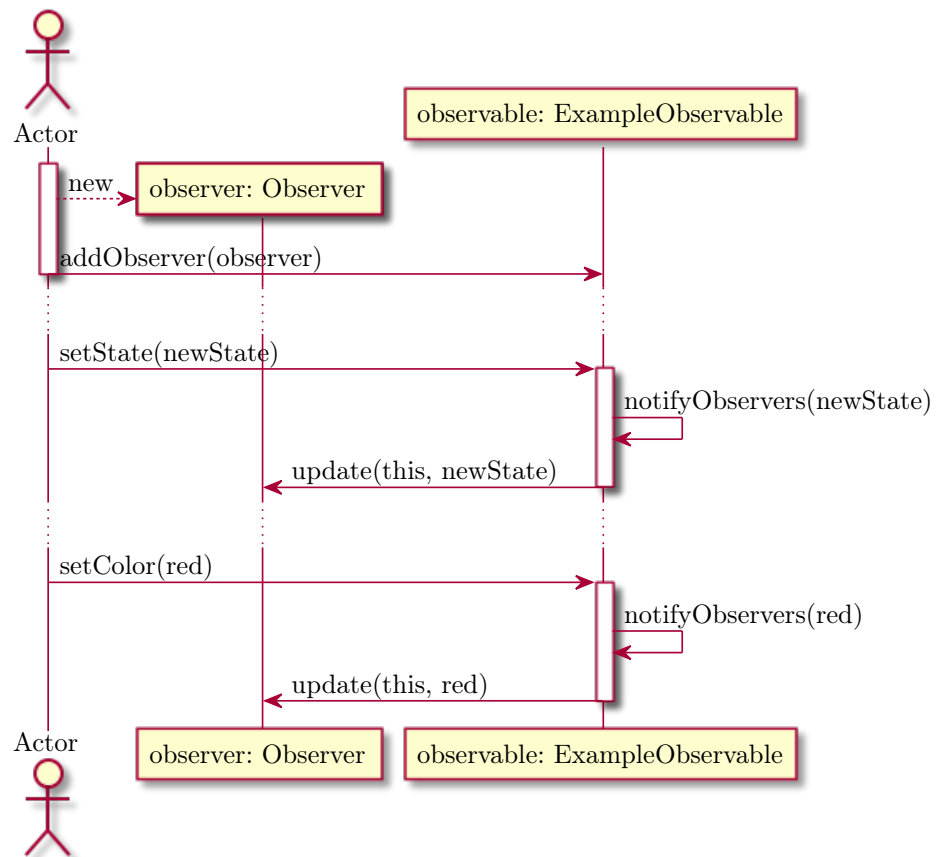 observable: ExampleObservable
Actor
new
observer: Observer
addObserver(observer)
setState(newState)
notifyObservers(newState)
update(this, newState)
setColor(red)
notifyObservers(red)
update(this, red)
Actor
observer: Observer
observable: ExampleObservable